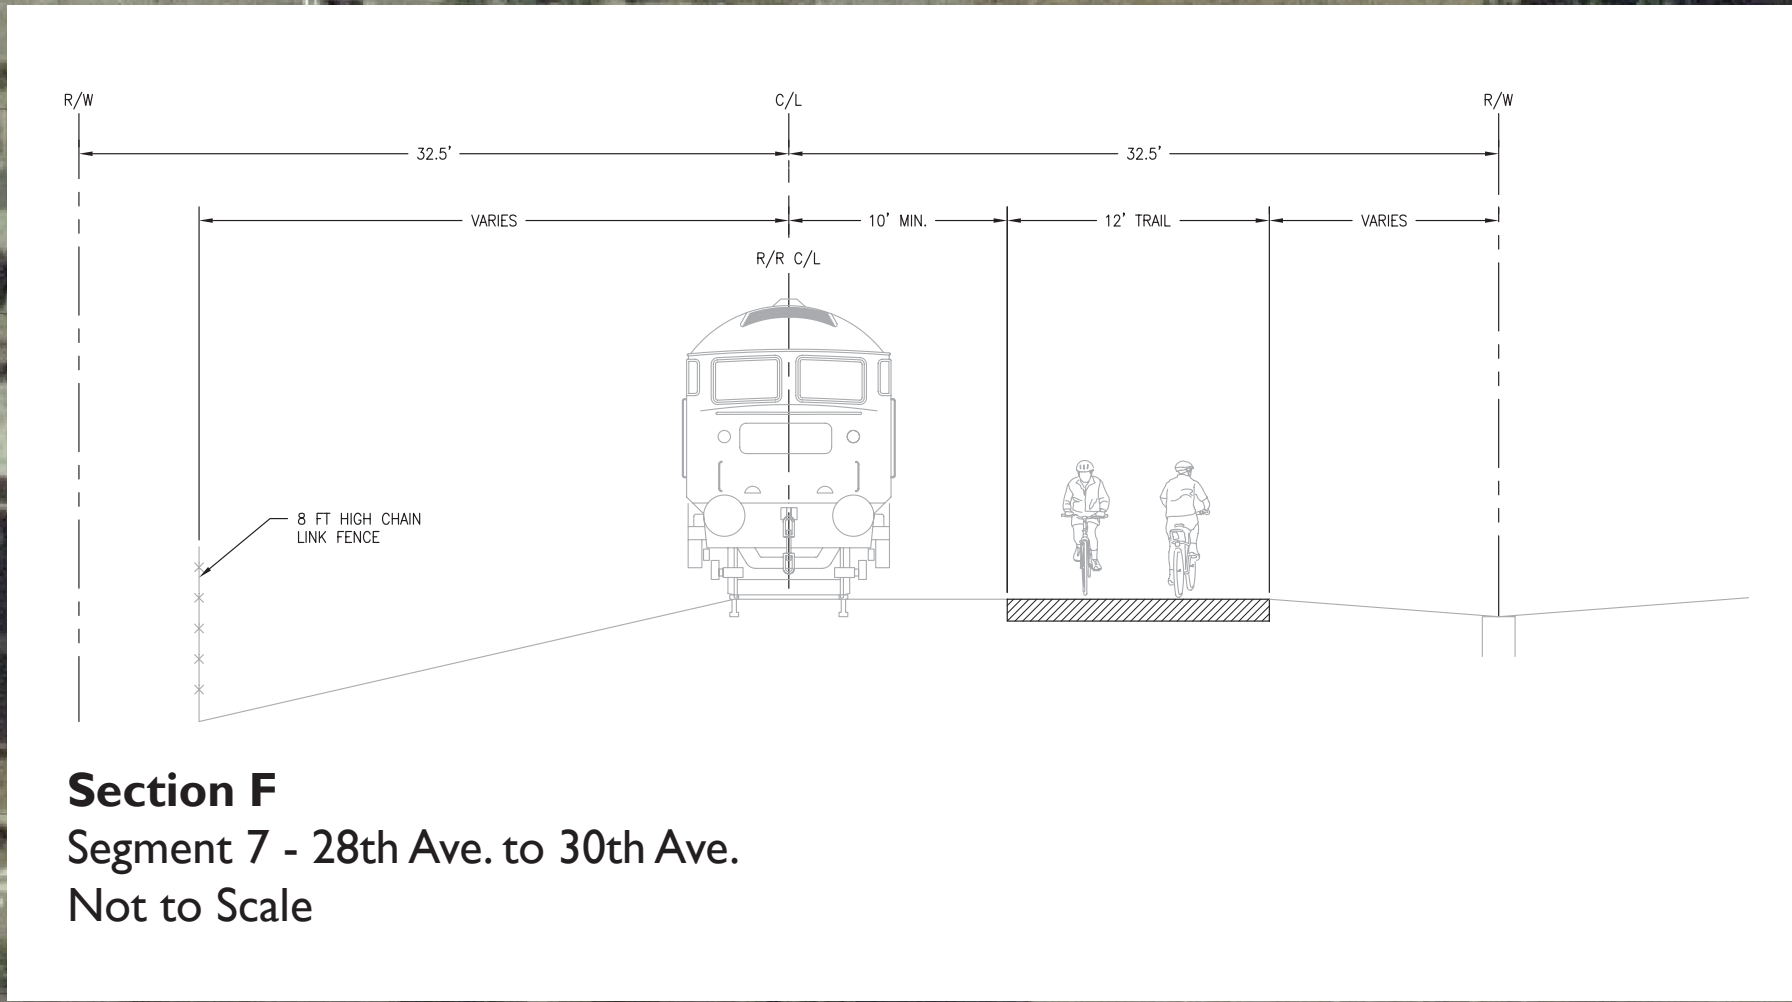 R/W
C/L
R/W
32.5'
32.5'
VARIES
10' MIN.
12' TRAIL
VARIES
R/R C/L
8 FT HIGH CHAIN
LINK FENCE
Section F
Segment 7 - 28th Ave. to 30th Ave.
Not to Scale